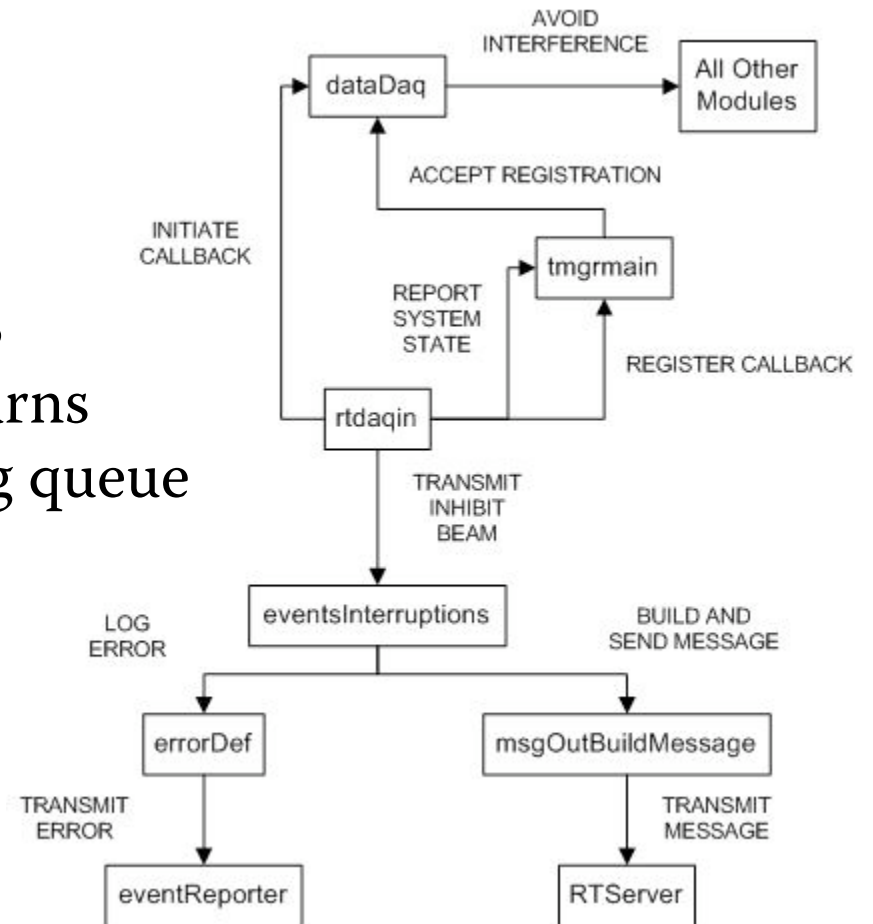 AVOID
INTERFERENCE
dataDaq
All Other
Modules
ACCEPT REGISTRATION
INITIATE
CALLBACK
tmgrmain
REPORT
SYSTEM
STATE
REGISTER CALLBACK
rtdaqin
queue
TRANSMIT
INHIBIT
BEAM
eventsInterruptions
LOG
ERROR
BUILD AND
SEND MESSAGE
errorDef
msgOutBuildMessage
TRANSMIT
ERROR
TRANSMIT
MESSAGE
eventReporter
RTServer